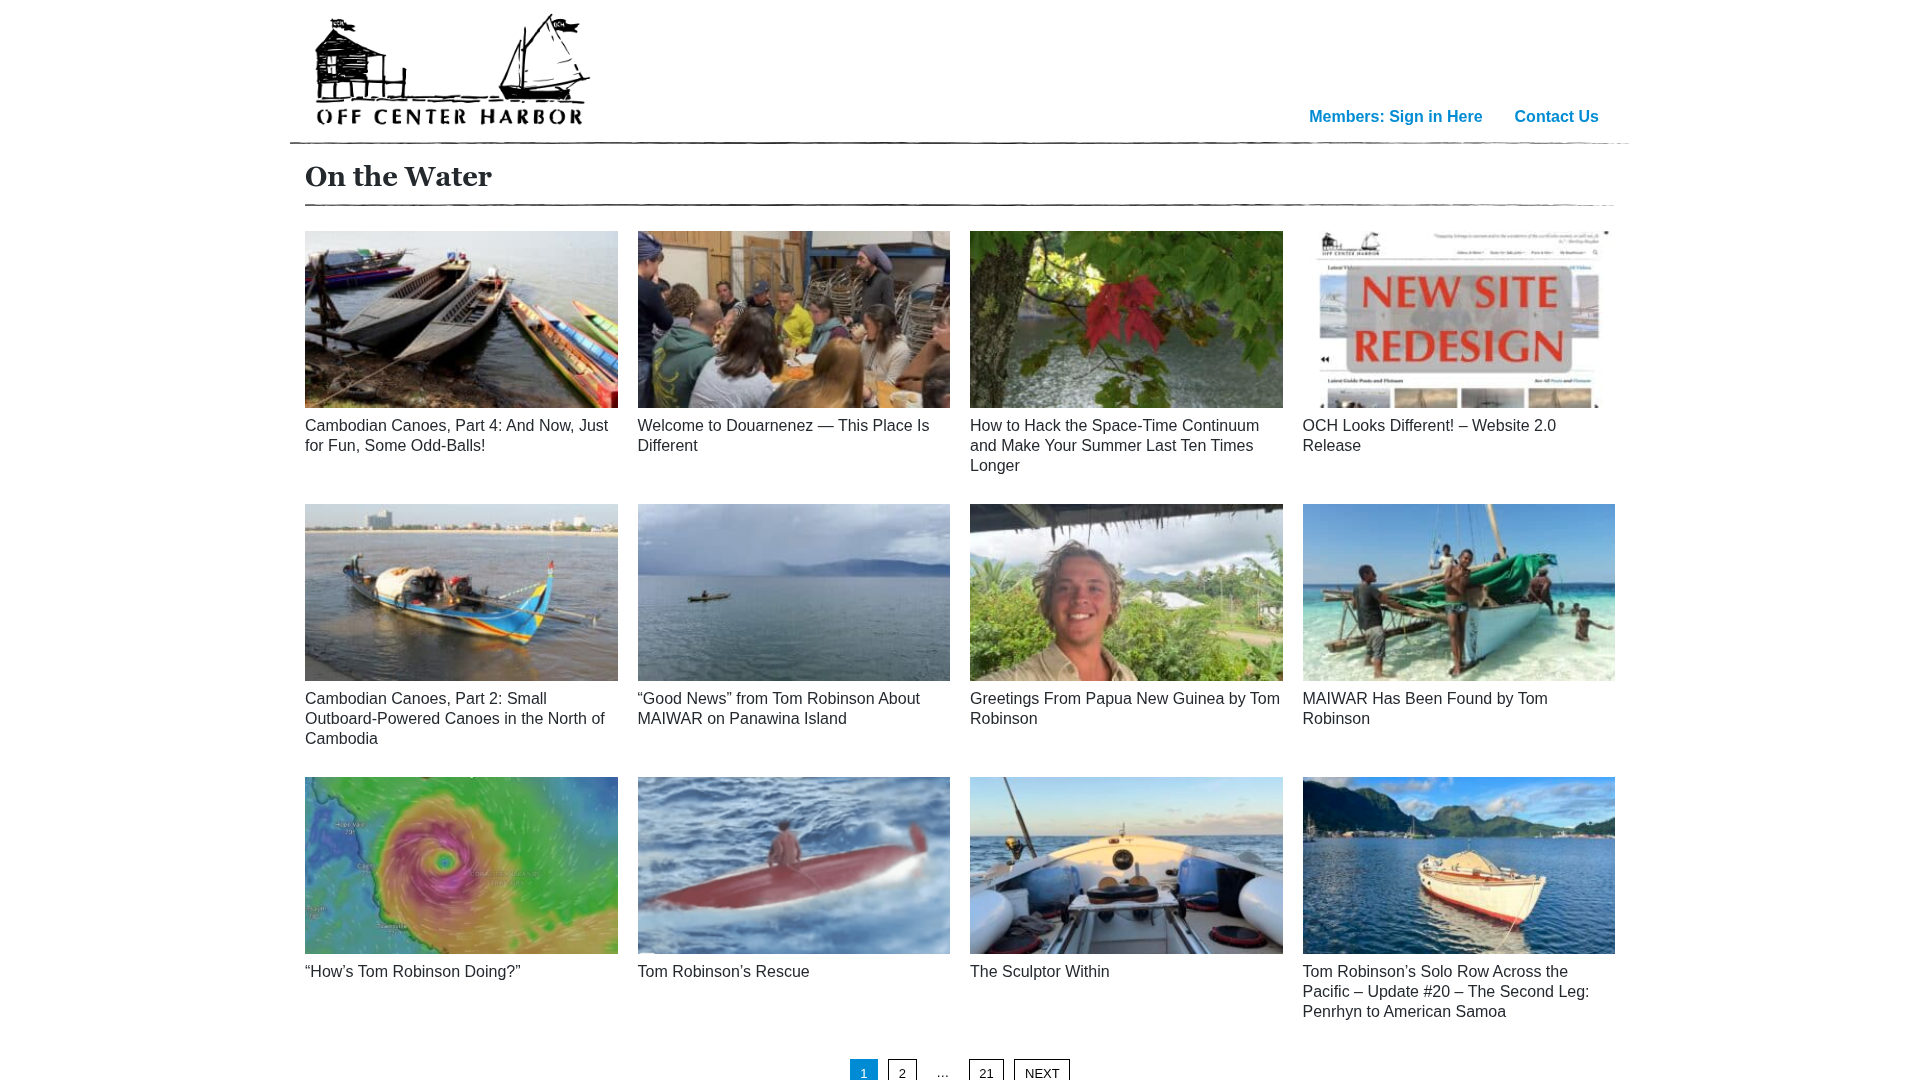 OFF CENTER HARBOR
Members: Sign in Here
Contact Us
On the Water
NEW SITE
REDESIGN
Cambodian Canoes, Part 4: And Now, Just
for Fun, Some Odd-Balls!
Welcome to Douarnenez — This Place Is
Different
How to Hack the Space-Time Continuum
and Make Your Summer Last Ten Times
Longer
OCH Looks Different! – Website 2.0
Release
Cambodian Canoes, Part 2: Small
Outboard-Powered Canoes in the North of
Cambodia
“Good News” from Tom Robinson About
MAIWAR on Panawina Island
Greetings From Papua New Guinea by Tom
Robinson
MAIWAR Has Been Found by Tom
Robinson
“How’s Tom Robinson Doing?”
Tom Robinson’s Rescue
The Sculptor Within
Tom Robinson’s Solo Row Across the
Pacific – Update #20 – The Second Leg:
Penrhyn to American Samoa
1 2 … 21 NEXT